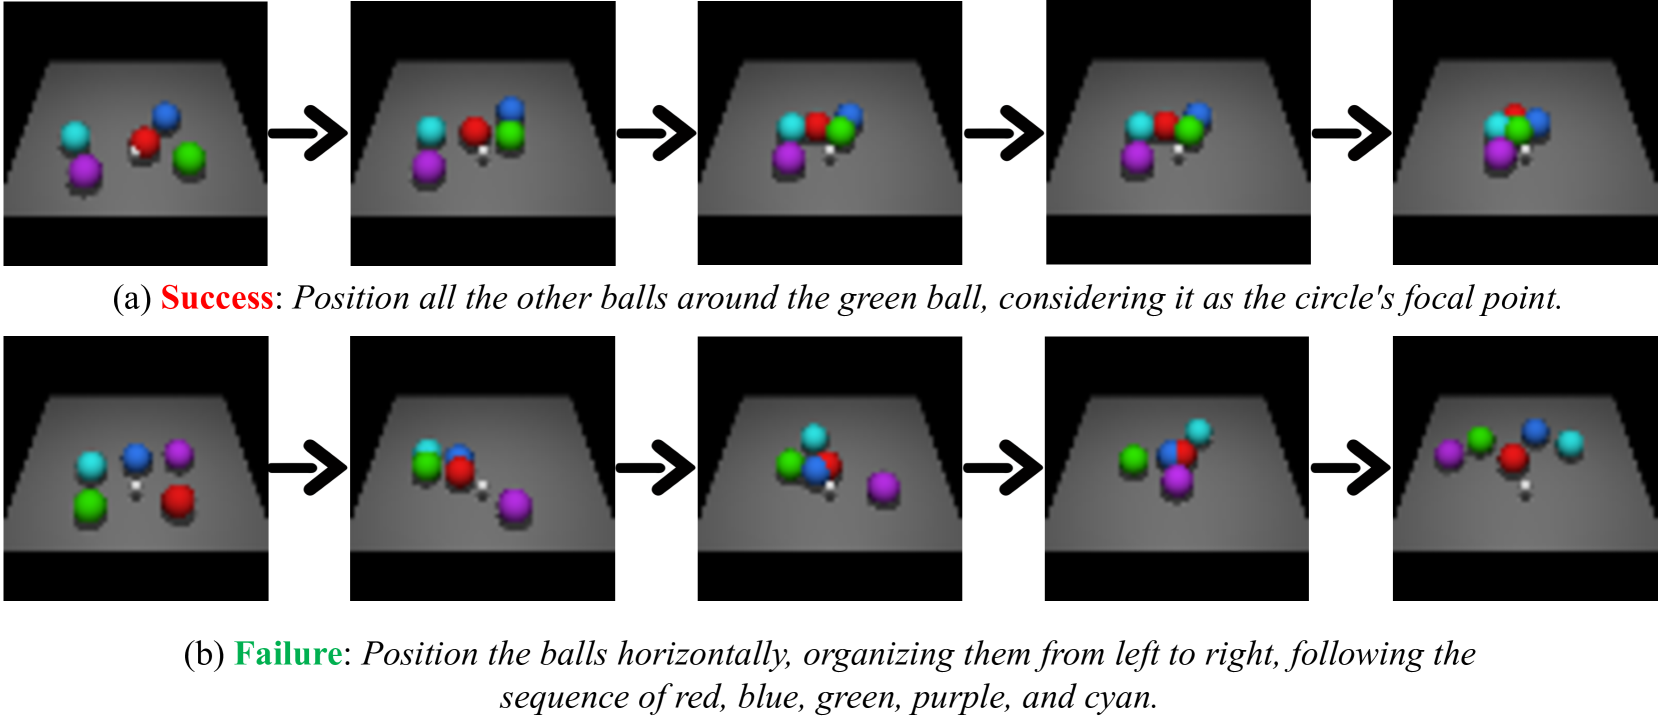 (a) Success: Position all the other balls around the green ball, considering it as the circle's focal point.
(b) Failure: Position the balls horizontally, organizing them from left to right, following the
sequence of red, blue, green, purple, and cyan.